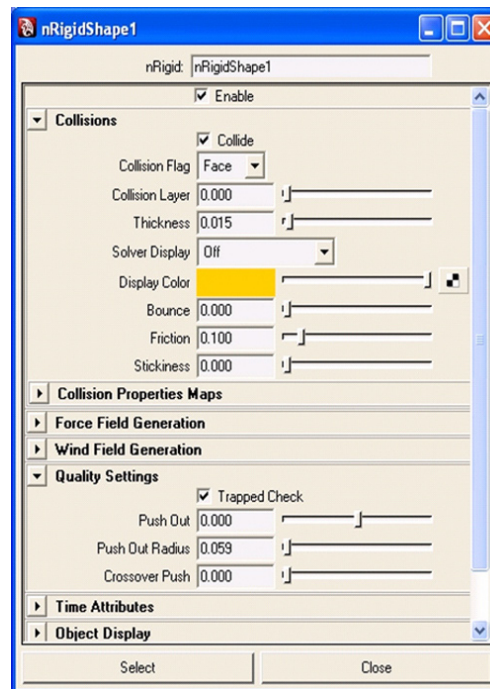 nRigidShape1
nRigid: nRigidShape1
Enable
Collisions
Collide
Collision Flag Face
Collision Layer 0.000
Thickness 0.015
Solver Display Off
Display Color
Bounce 0.000
Friction 0.100
Stickiness 0.000
Collision Properties Maps
Force Field Generation
Wind Field Generation
Quality Settings
Trapped Check
Push Out 0.000
Push Out Radius 0.059
Crossover Push 0.000
Time Attributes
Object Display
Select Close